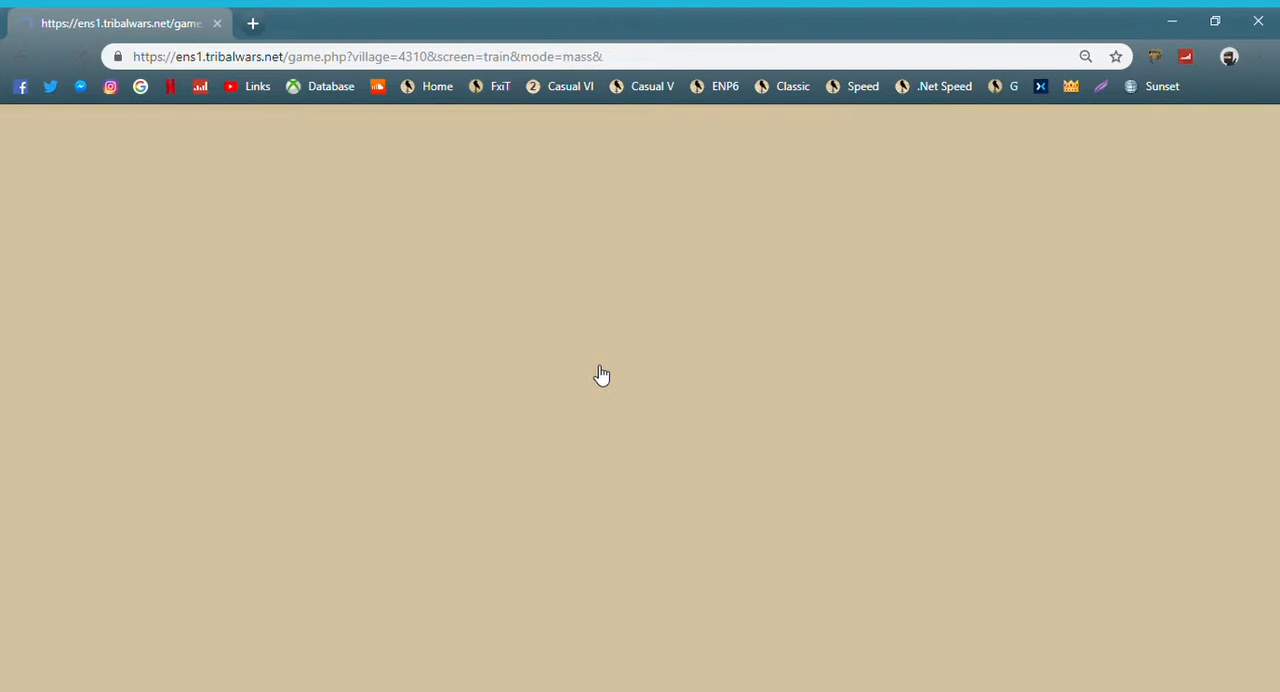 https://ens1.tribalwars.net/game
https://ens1.tribalwars.net/game.php?village=4310&screen=train&mode=mass&
Links Database Home FxiT 2 Casual VI Casual V ENP6 Classic Speed .Net Speed G Sunset